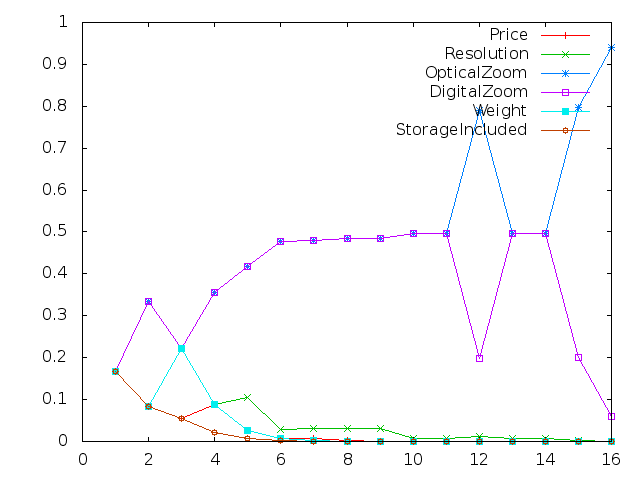 1
0.9
0.8
0.7
0.6
0.5
0.4
0.3
0.2
0.1
0
0 2 4 6 8 10 12 14 16
Price
Resolution
OpticalZoom
DigitalZoom
Weight
StorageIncluded